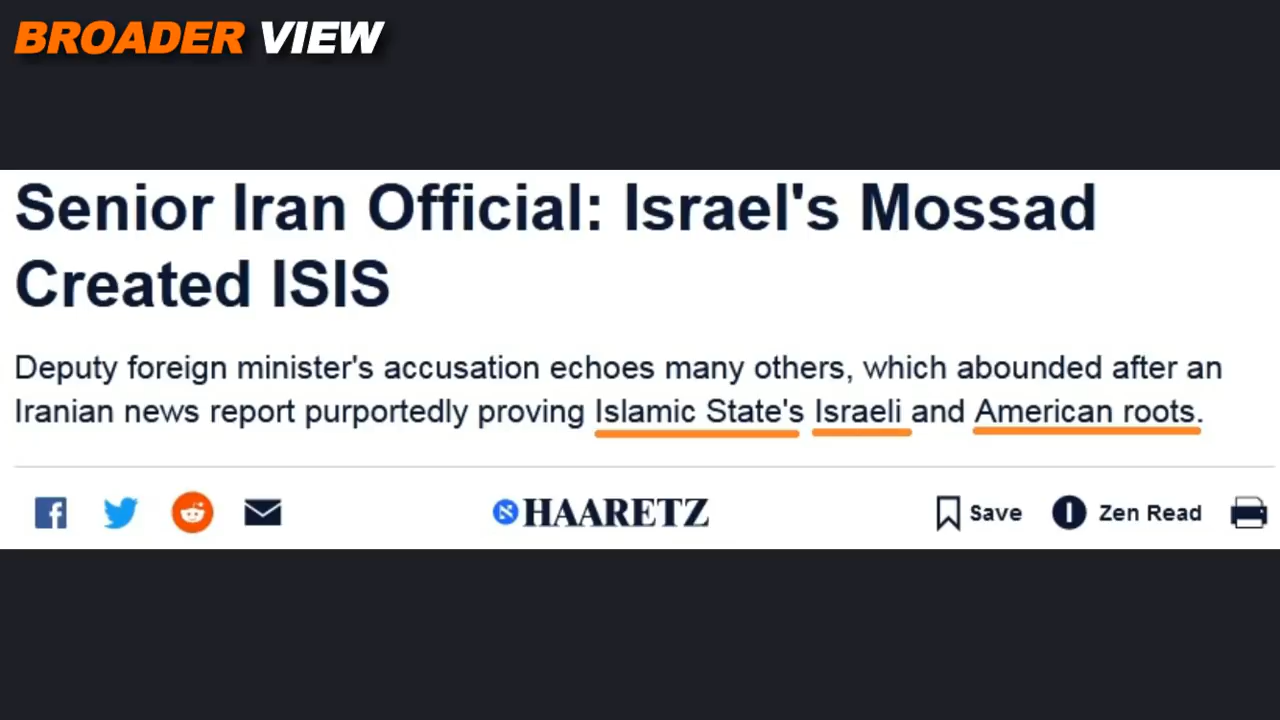 BROADER VIEW
Senior Iran Official: Israel's Mossad
Created ISIS
Deputy foreign minister's accusation echoes many others, which abounded after an
Iranian news report purportedly proving Islamic State's Israeli and American roots.
HAARETZ Save Zen Read